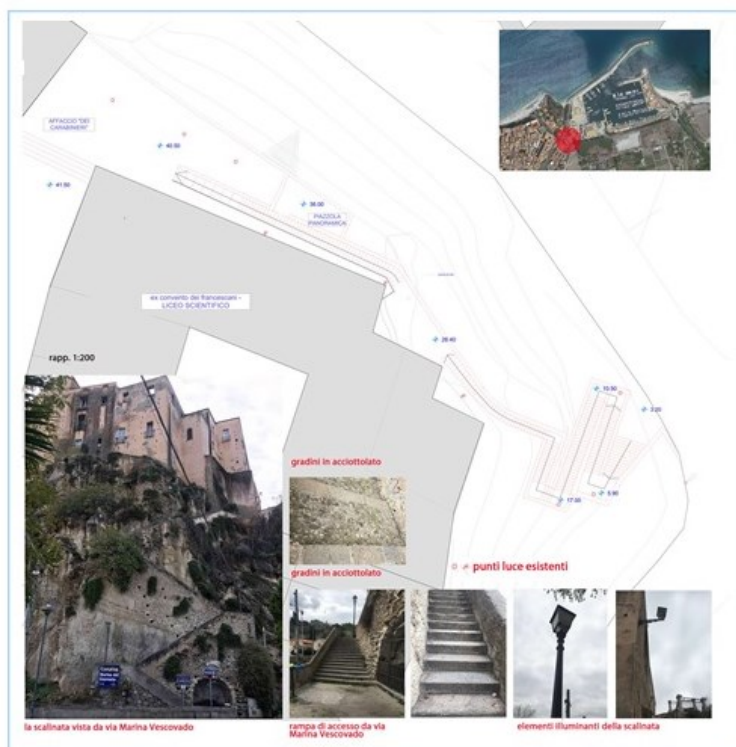 AFFACCIO "DEI
CARABINIERI"
40.50
41.50
36.00
PIAZZOLA
PANORAMICA
ex convento dei francescani -
LICEO SCIENTIFICO
rapp. 1:200
26.40
10.50
2.20
17.00
5.90
gradini in acciottolato
gradini in acciottolato
punti luce esistenti
la scalinata vista da via Marina Vescovado
rampa di accesso da via
Marina Vescovado
elementi illuminanti della scalinata